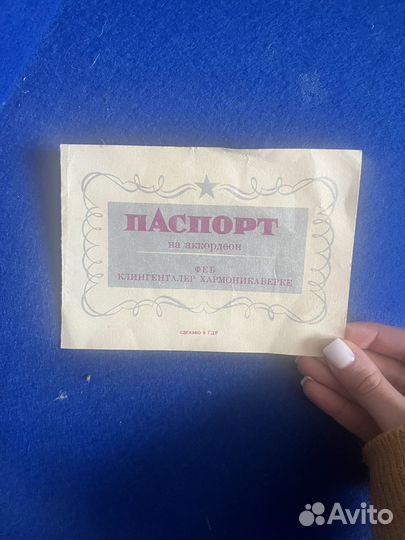 ПАСПОРТ
на аккордеон
ФЕБ
КЛИНГЕНТАЛЕР ХАРМОНИКАВЕРКЕ
СДЕЛАНО В ГДР
Avito